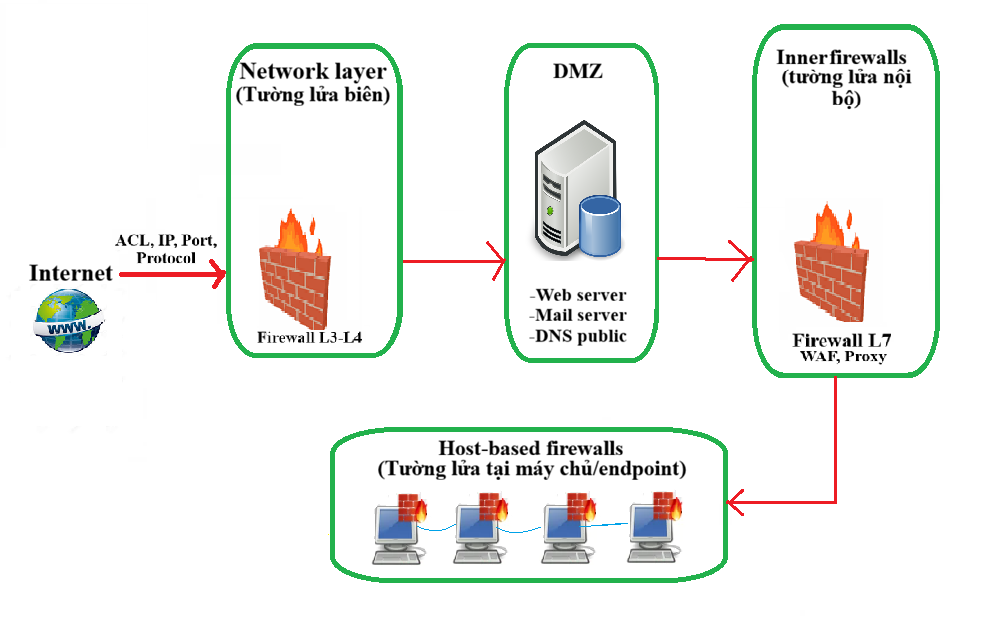 Internet
WWW.
ACL, IP, Port,
Protocol
Network layer
(Tường lửa biên)
Firewall L3-L4
DMZ
-Web server
-Mail server
-DNS public
Innerfirewalls
(tường lửa nội
bộ)
Firewall L7
WAF, Proxy
Host-based firewalls
(Tường lửa tại máy chủ/endpoint)